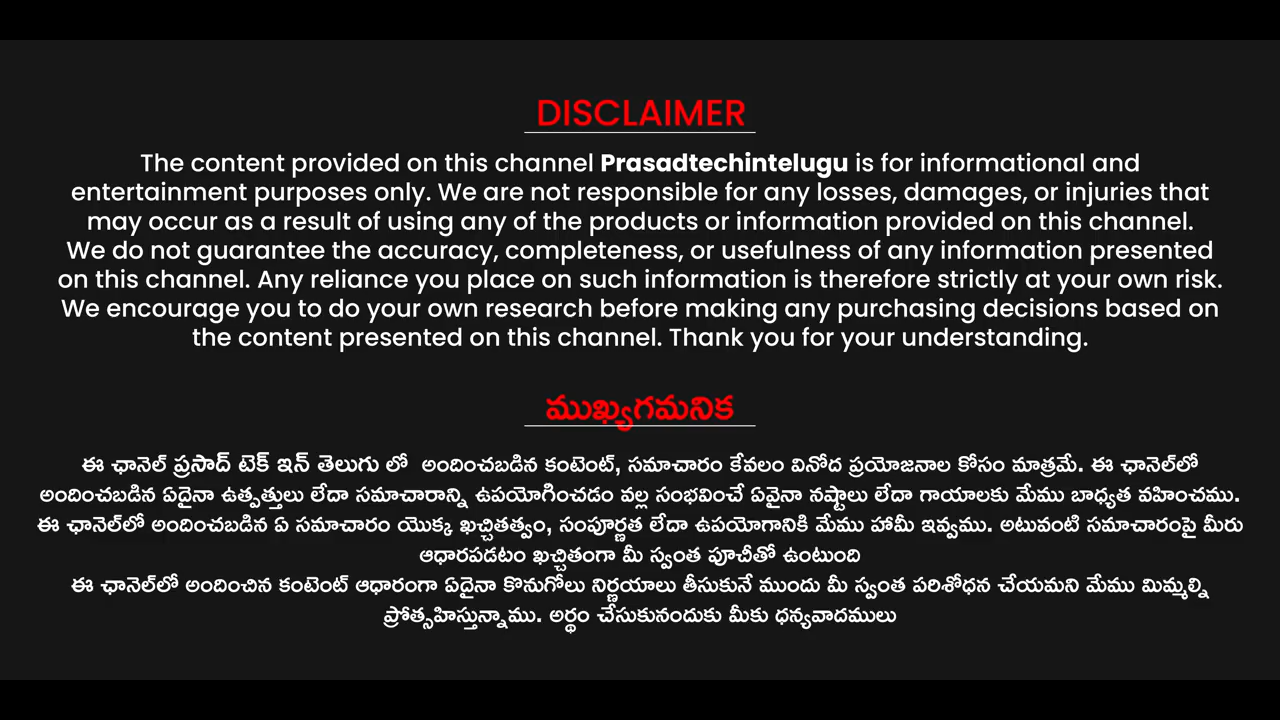 DISCLAIMER
The content provided on this channel Prasadtechintelugu is for informational and
entertainment purposes only. We are not responsible for any losses, damages, or injuries that
may occur as a result of using any of the products or information provided on this channel.
We do not guarantee the accuracy, completeness, or usefulness of any information presented
on this channel. Any reliance you place on such information is therefore strictly at your own risk.
We encourage you to do your own research before making any purchasing decisions based on
the content presented on this channel. Thank you for your understanding.
ముఖ్యగమనిక
ఈ ఛానెల్ ప్రసాద్ టెక్ ఇన్ తెలుగు లో అందించబడిన కంటెంట్, సమాచారం కేవలం వినోద ప్రయోజనాల కోసం మాత్రమే. ఈ ఛానెల్‌లో
అందించబడిన ఏదైనా ఉత్పత్తులు లేదా సమాచారాన్ని ఉపయోగించడం వల్ల సంభవించే ఏవైనా నష్టాలు లేదా గాయాలకు మేము బాధ్యత వహించము.
ఈ ఛానెల్‌లో అందించబడిన ఏ సమాచారం యొక్క ఖచ్చితత్వం, సంపూర్ణత లేదా ఉపయోగానికి మేము హామీ ఇవ్వము. అటువంటి సమాచారంపై మీరు
ఆధారపడటం ఖచ్చితంగా మీ స్వంత పూచీతో ఉంటుంది
ఈ ఛానెల్‌లో అందించిన కంటెంట్ ఆధారంగా ఏదైనా కొనుగోలు నిర్ణయాలు తీసుకునే ముందు మీ స్వంత పరిశోధన చేయమని మేము మిమ్మల్ని
ప్రోత్సహిస్తున్నాము. అర్థం చేసుకునందుకు మీకు ధన్యవాదములు